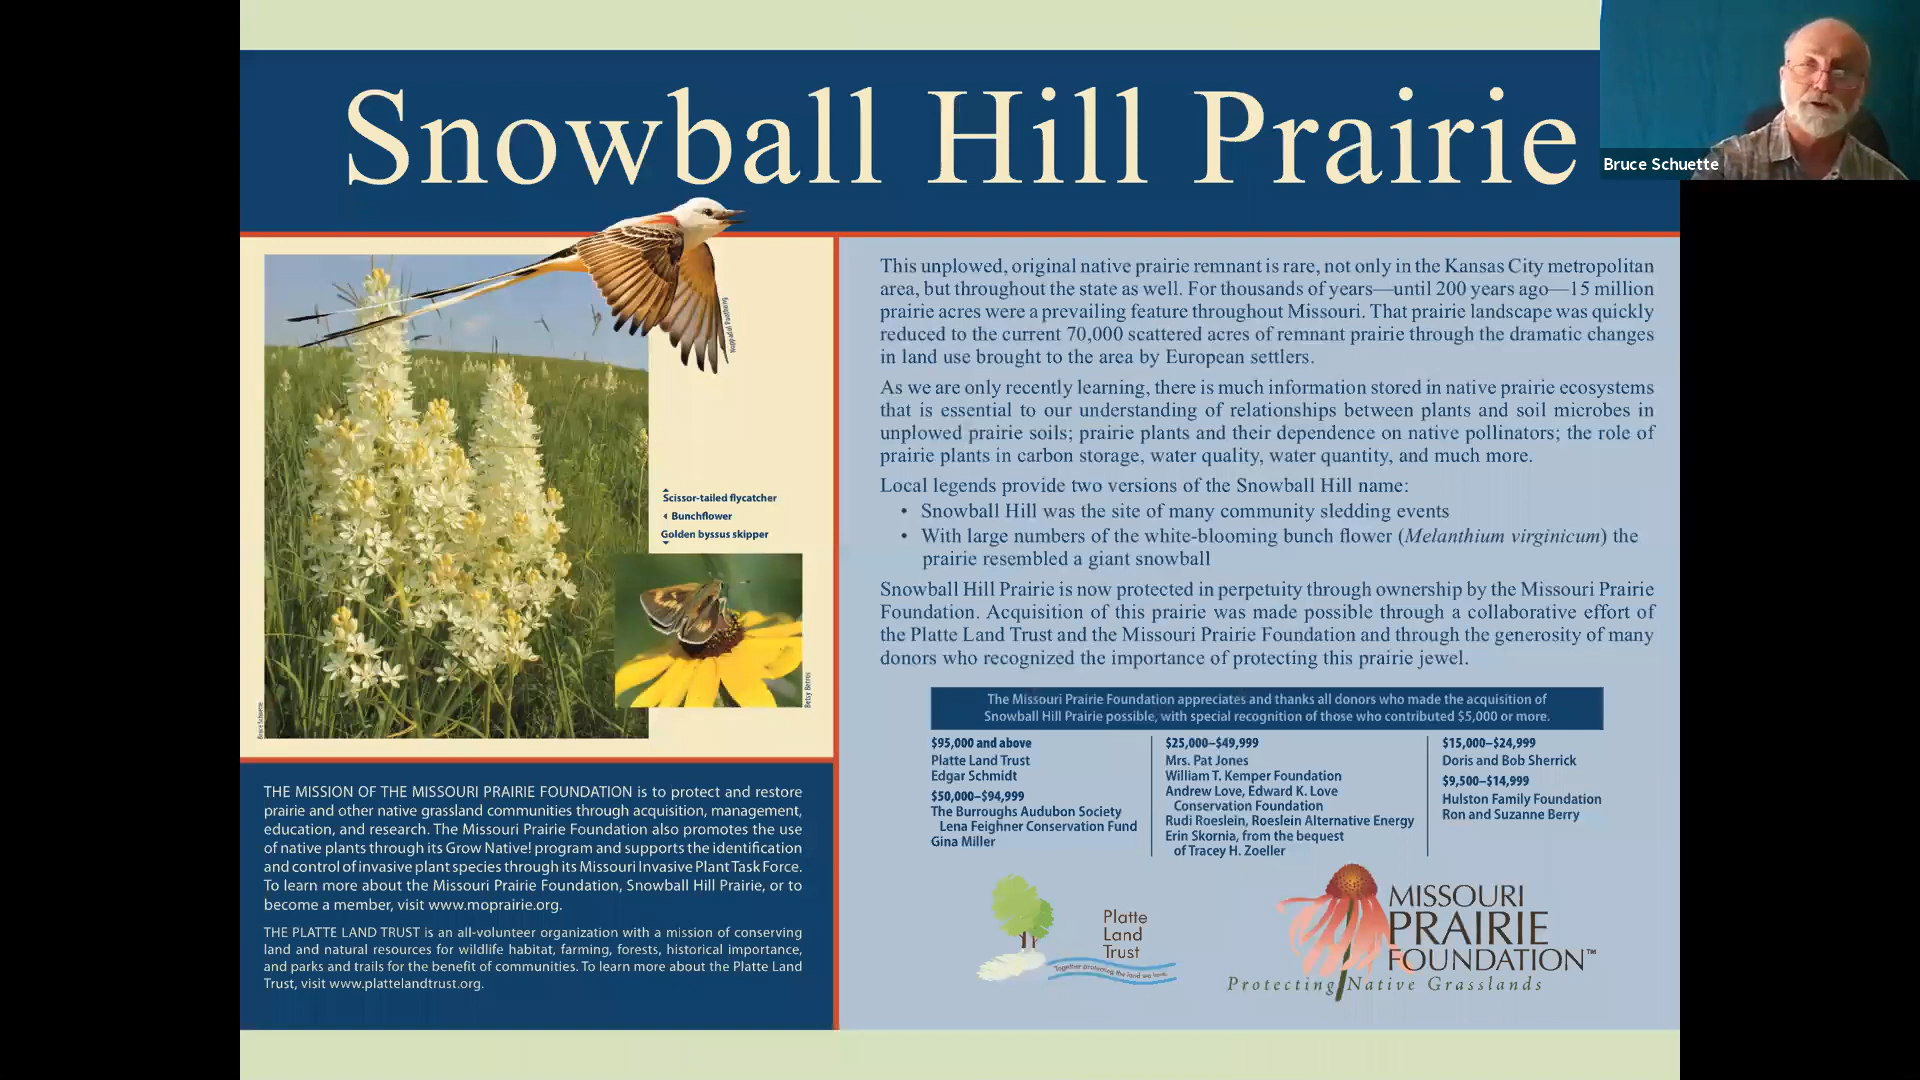 Snowball Hill Prairie
Bruce Schuette
Noppadol Paothong
Scissor-tailed flycatcher
Bunchflower
Golden byssus skipper
Bruce Schuette
Betsy Betros
THE MISSION OF THE MISSOURI PRAIRIE FOUNDATION is to protect and restore
prairie and other native grassland communities through acquisition, management,
education, and research. The Missouri Prairie Foundation also promotes the use
of native plants through its Grow Native! program and supports the identification
and control of invasive plant species through its Missouri Invasive Plant Task Force.
To learn more about the Missouri Prairie Foundation, Snowball Hill Prairie, or to
become a member, visit www.moprairie.org.
THE PLATTE LAND TRUST is an all-volunteer organization with a mission of conserving
land and natural resources for wildlife habitat, farming, forests, historical importance,
and parks and trails for the benefit of communities. To learn more about the Platte Land
Trust, visit www.plattelandtrust.org.
This unplowed, original native prairie remnant is rare, not only in the Kansas City metropolitan
area, but throughout the state as well. For thousands of years—until 200 years ago—15 million
prairie acres were a prevailing feature throughout Missouri. That prairie landscape was quickly
reduced to the current 70,000 scattered acres of remnant prairie through the dramatic changes
in land use brought to the area by European settlers.
As we are only recently learning, there is much information stored in native prairie ecosystems
that is essential to our understanding of relationships between plants and soil microbes in
unplowed prairie soils; prairie plants and their dependence on native pollinators; the role of
prairie plants in carbon storage, water quality, water quantity, and much more.
Local legends provide two versions of the Snowball Hill name:
• Snowball Hill was the site of many community sledding events
• With large numbers of the white-blooming bunch flower (Melanthium virginicum) the
prairie resembled a giant snowball
Snowball Hill Prairie is now protected in perpetuity through ownership by the Missouri Prairie
Foundation. Acquisition of this prairie was made possible through a collaborative effort of
the Platte Land Trust and the Missouri Prairie Foundation and through the generosity of many
donors who recognized the importance of protecting this prairie jewel.
The Missouri Prairie Foundation appreciates and thanks all donors who made the acquisition of
Snowball Hill Prairie possible, with special recognition of those who contributed $5,000 or more.
$95,000 and above
Platte Land Trust
Edgar Schmidt
$50,000–$94,999
The Burroughs Audubon Society
Lena Feighner Conservation Fund
Gina Miller
$25,000–$49,999
Mrs. Pat Jones
William T. Kemper Foundation
Andrew Love, Edward K. Love
Conservation Foundation
Rudi Roeslein, Roeslein Alternative Energy
Erin Skornia, from the bequest
of Tracey H. Zoeller
$15,000–$24,999
Doris and Bob Sherrick
$9,500–$14,999
Hulston Family Foundation
Ron and Suzanne Berry
Platte
Land
Trust
Together protecting the land we love.
MISSOURI
PRAIRIE
FOUNDATION™
Protecting Native Grasslands